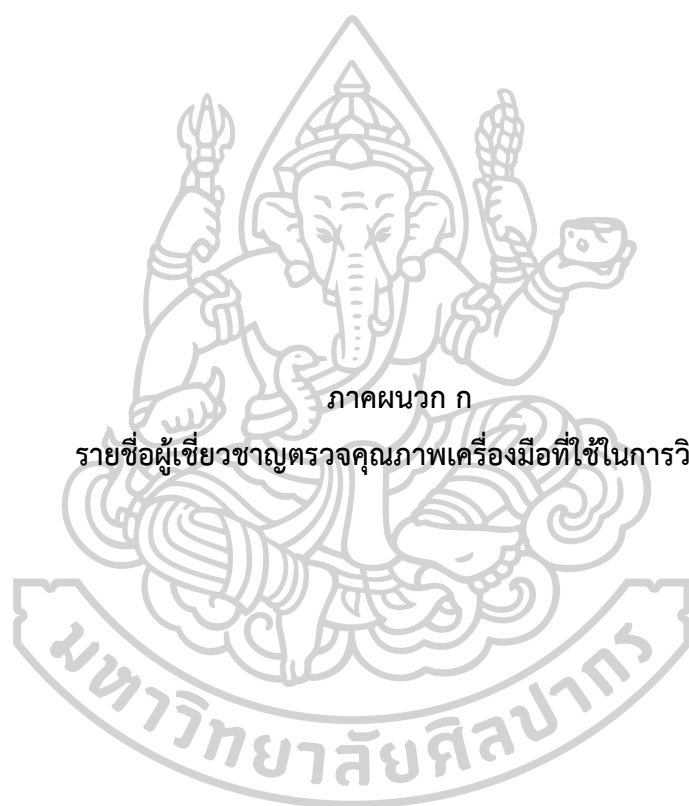 ภาคผนวก ก
รายชื่อผู้เชี่ยวชาญตรวจคุณภาพเครื่องมือที่ใช้ในการวิ
มหาวิทยาลัยศิลปากร